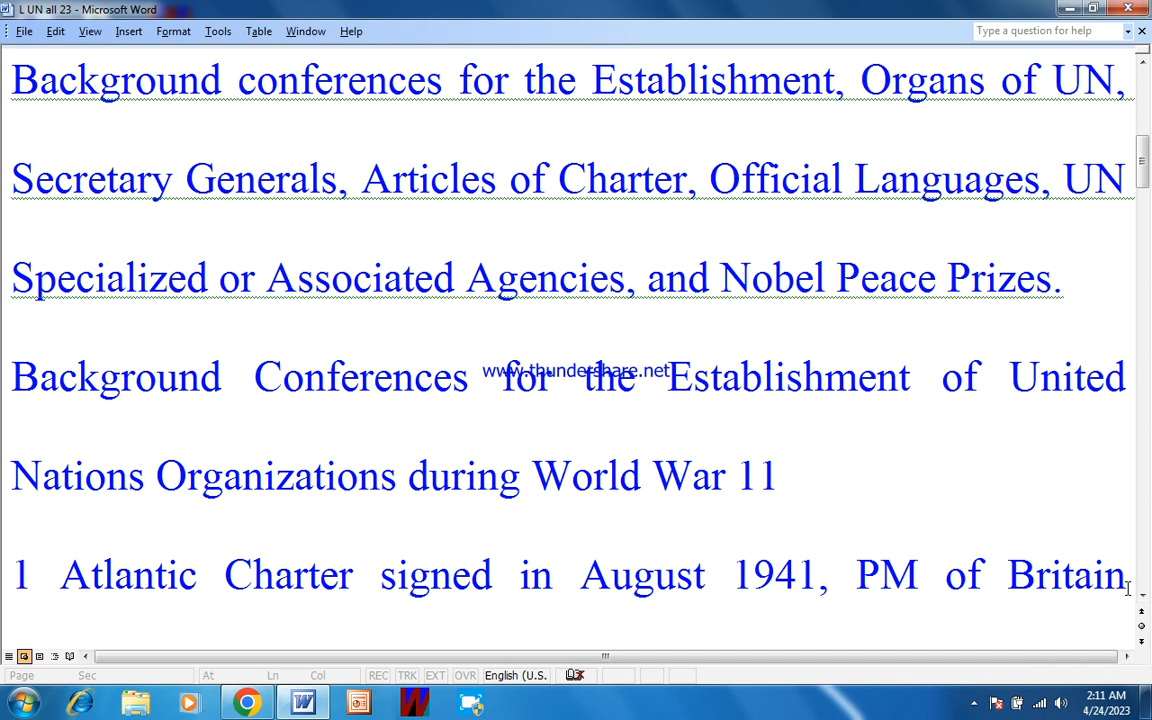 L UN all 23 - Microsoft Word
File Edit View Insert Format Tools Table Window Help
Type a question for help
Background conferences for the Establishment, Organs of UN,
Secretary Generals, Articles of Charter, Official Languages, UN
Specialized or Associated Agencies, and Nobel Peace Prizes.
www.thundershare.net
Background Conferences for the Establishment of United
Nations Organizations during World War 11
1 Atlantic Charter signed in August 1941, PM of Britain
Page Sec At Ln Col REC TRK EXT OVR English (U.S.
2:11 AM
4/24/2023